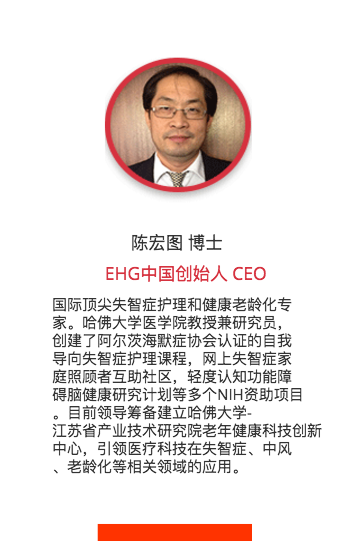 陈宏图 博士
EHG中国创始人 CEO
国际顶尖失智症护理和健康老龄化专
家。哈佛大学医学院教授兼研究员，
创建了阿尔茨海默症协会认证的自我
导向失智症护理课程，网上失智症家
庭照顾者互助社区，轻度认知功能障
碍脑健康研究计划等多个NIH资助项目
。目前领导筹备建立哈佛大学-
江苏省产业技术研究院老年健康科技创新
中心，引领医疗科技在失智症、中风
、老龄化等相关领域的应用。